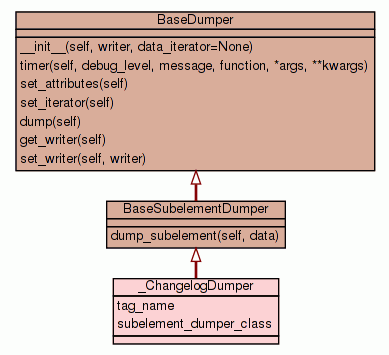 BaseDumper
__init__(self, writer, data_iterator=None)
timer(self, debug_level, message, function, *args, **kwargs)
set_attributes(self)
set_iterator(self)
dump(self)
get_writer(self)
set_writer(self, writer)
BaseSubelementDumper
dump_subelement(self, data)
_ChangelogDumper
tag_name
subelement_dumper_class